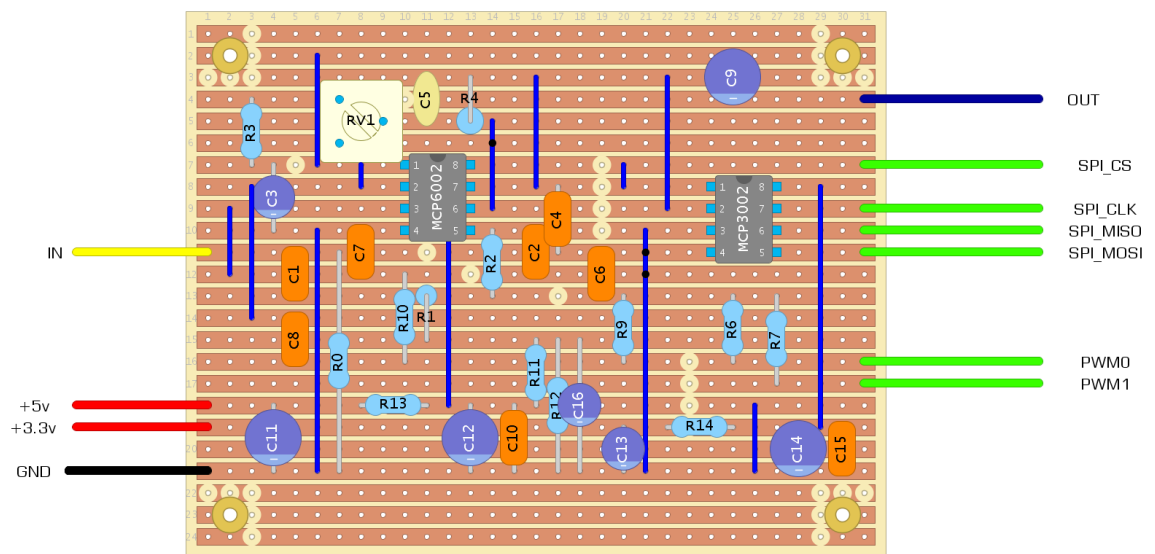 1 2 3 4 5 6 7 8 9 10 11 12 13 14 15 16 17 18 19 20 21 22 23 24 25 26 27 28 29 30 31
1
2
3
4
5
6
7
8
9
10
11
12
13
14
15
16
17
18
19
20
21
22
23
24
C9
C5
R4
OUT
RV1
R3
1 8
2 7
3 6
4 5
MCP6002
SPI_CS
1 8
2 7
3 6
4 5
MCP3002
C3
C4
SPI_CLK
SPI_MISO
SPI_MOSI
IN
C1
C7
R2
C2
C6
R10
R1
R9
R6
R7
C8
R0
R11
PWM0
PWM1
+5v
+3.3v
GND
R13
R12
C16
R14
C11
C12
C10
C13
C14
C15